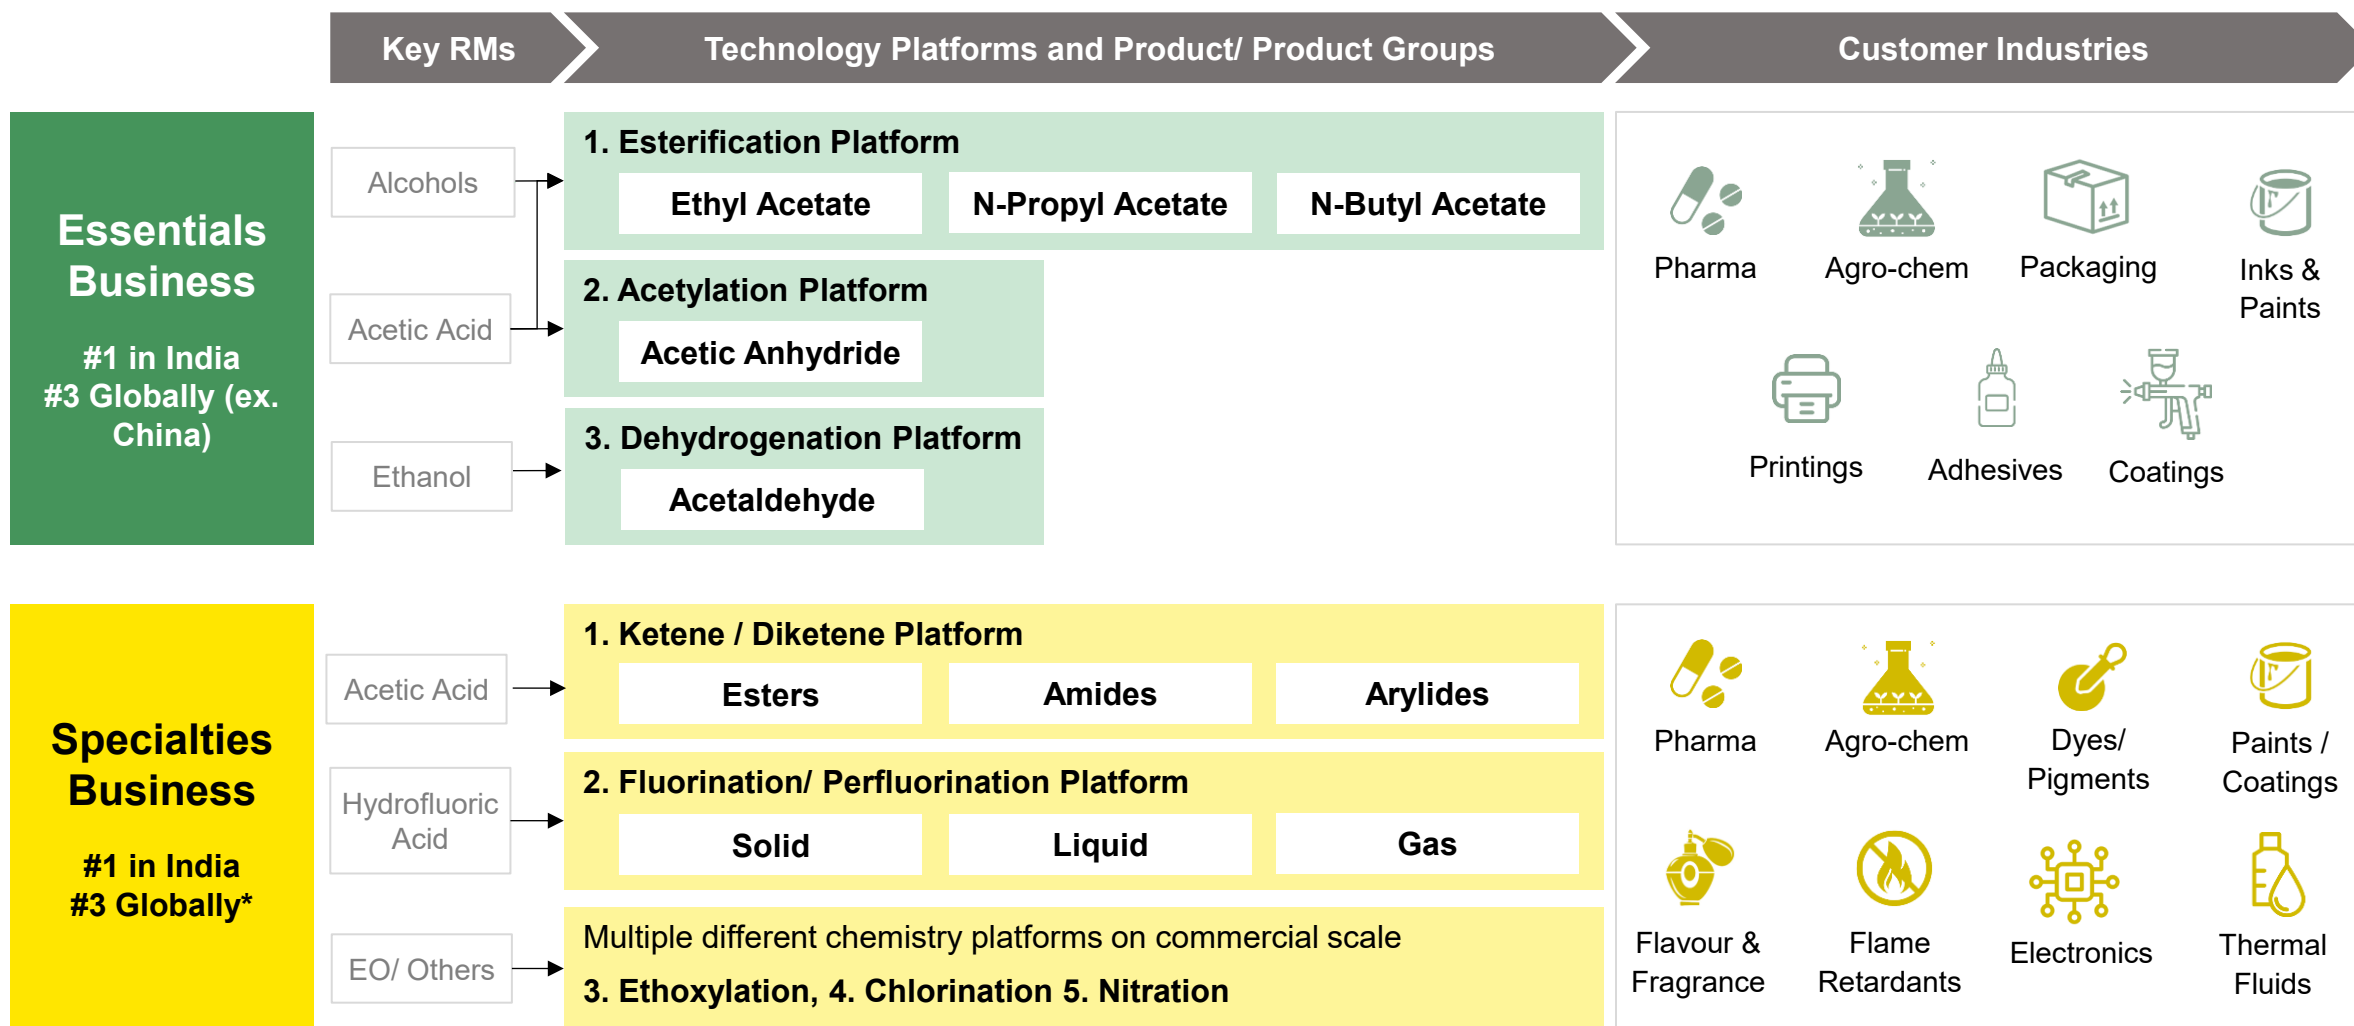 Key RMs
Technology Platforms and Product/ Product Groups
Customer Industries
Essentials
Business
#1 in India
#3 Globally (ex.
China)
Alcohols
Acetic Acid
Ethanol
1. Esterification Platform
Ethyl Acetate
N-Propyl Acetate
N-Butyl Acetate
2. Acetylation Platform
Acetic Anhydride
3. Dehydrogenation Platform
Acetaldehyde
Pharma
Agro-chem
Packaging
Inks &
Paints
Printings
Adhesives
Coatings
Specialties
Business
#1 in India
#3 Globally*
Acetic Acid
Hydrofluoric
Acid
EO/ Others
1. Ketene / Diketene Platform
Esters
Amides
Arylides
2. Fluorination/ Perfluorination Platform
Solid
Liquid
Gas
Multiple different chemistry platforms on commercial scale
3. Ethoxylation, 4. Chlorination 5. Nitration
Pharma
Agro-chem
Dyes/
Pigments
Paints /
Coatings
Flavour &
Fragrance
Flame
Retardants
Electronics
Thermal
Fluids